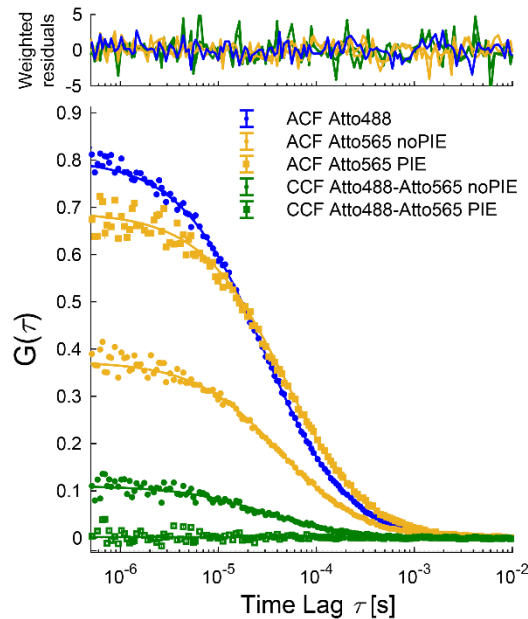 Weighted
residuals
5
0
-5
0.9
0.8
0.7
0.6
0.5
0.4
0.3
0.2
0.1
0
G(τ)
ACF Atto488
ACF Atto565 noPIE
ACF Atto565 PIE
CCF Atto488-Atto565 noPIE
CCF Atto488-Atto565 PIE
10⁻⁶ 10⁻⁵ 10⁻⁴ 10⁻³ 10⁻²
Time Lag τ [s]